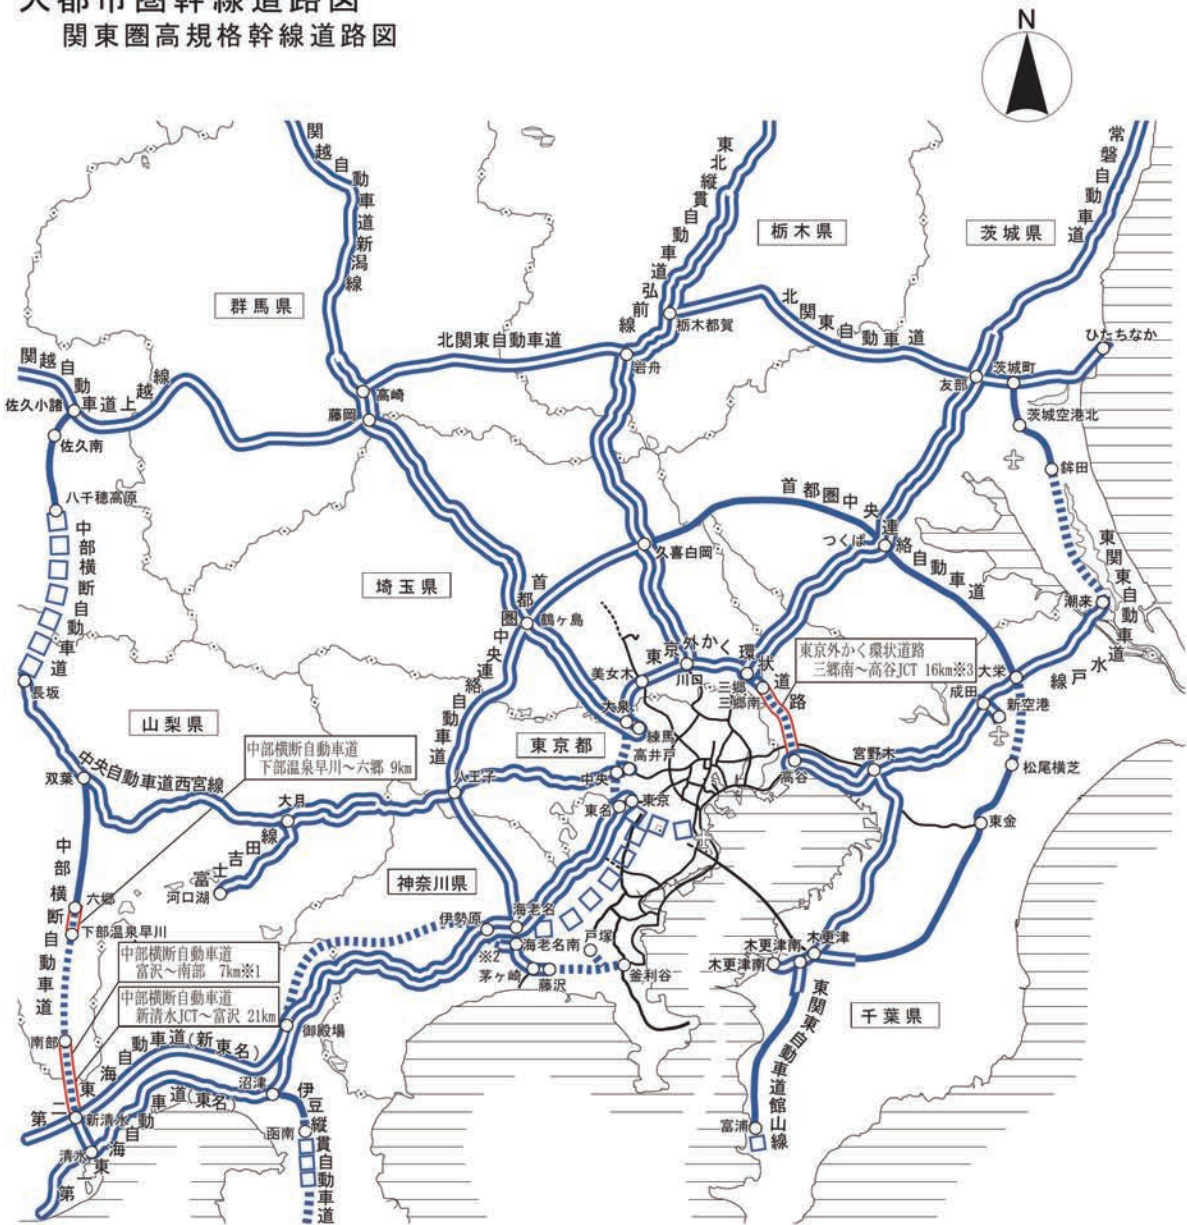 大都市圏幹線道路図
関東圏高規格幹線道路図
N
関越自動車道新潟線
東北縦貫自動車道弘前線
常磐自動車道
栃木県
茨城県
群馬県
北関東自動車道
栃木都賀
北関東自動車道
ひたちなか
岩舟
茨城町
友部
関越自動車道上越線
佐久小諸
高崎
藤岡
茨城空港北
佐久南
鉾田
八千穂高原
首都圏中央連絡自動車道
つくば
久喜白岡
中部横断自動車道
埼玉県
首都圏中央連絡自動車道
鶴ヶ島
東関東自動車道水戸線
潮来
東京外かく環状道路
東京外かく環状道路
三郷南～高谷JCT 16km※3
美女木
川口
三郷
三郷南
大栄
成田
新空港
長坂
山梨県
大泉
練馬
東京都
高井戸
中部横断自動車道
下部温泉早川～六郷 9km
中央自動車道西宮線
双葉
大月
八王子
中央
高谷
宮野木
松尾横芝
東名
東京
東金
富士吉田線
河口湖
神奈川県
中部横断自動車道
六郷
下部温泉早川
伊勢原
海老名
海老名南
※2
戸塚
茅ヶ崎
藤沢
釜利谷
木更津南
木更津
木更津南
中部横断自動車道
富沢～南部 7km※1
中部横断自動車道
新清水JCT～富沢 21km
千葉県
東関東自動車道館山線
南部
御殿場
第二東海自動車道(新東名)
沼津
新清水
第一東海自動車道(東名)
清水
函南
伊豆縦貫自動車道
富浦